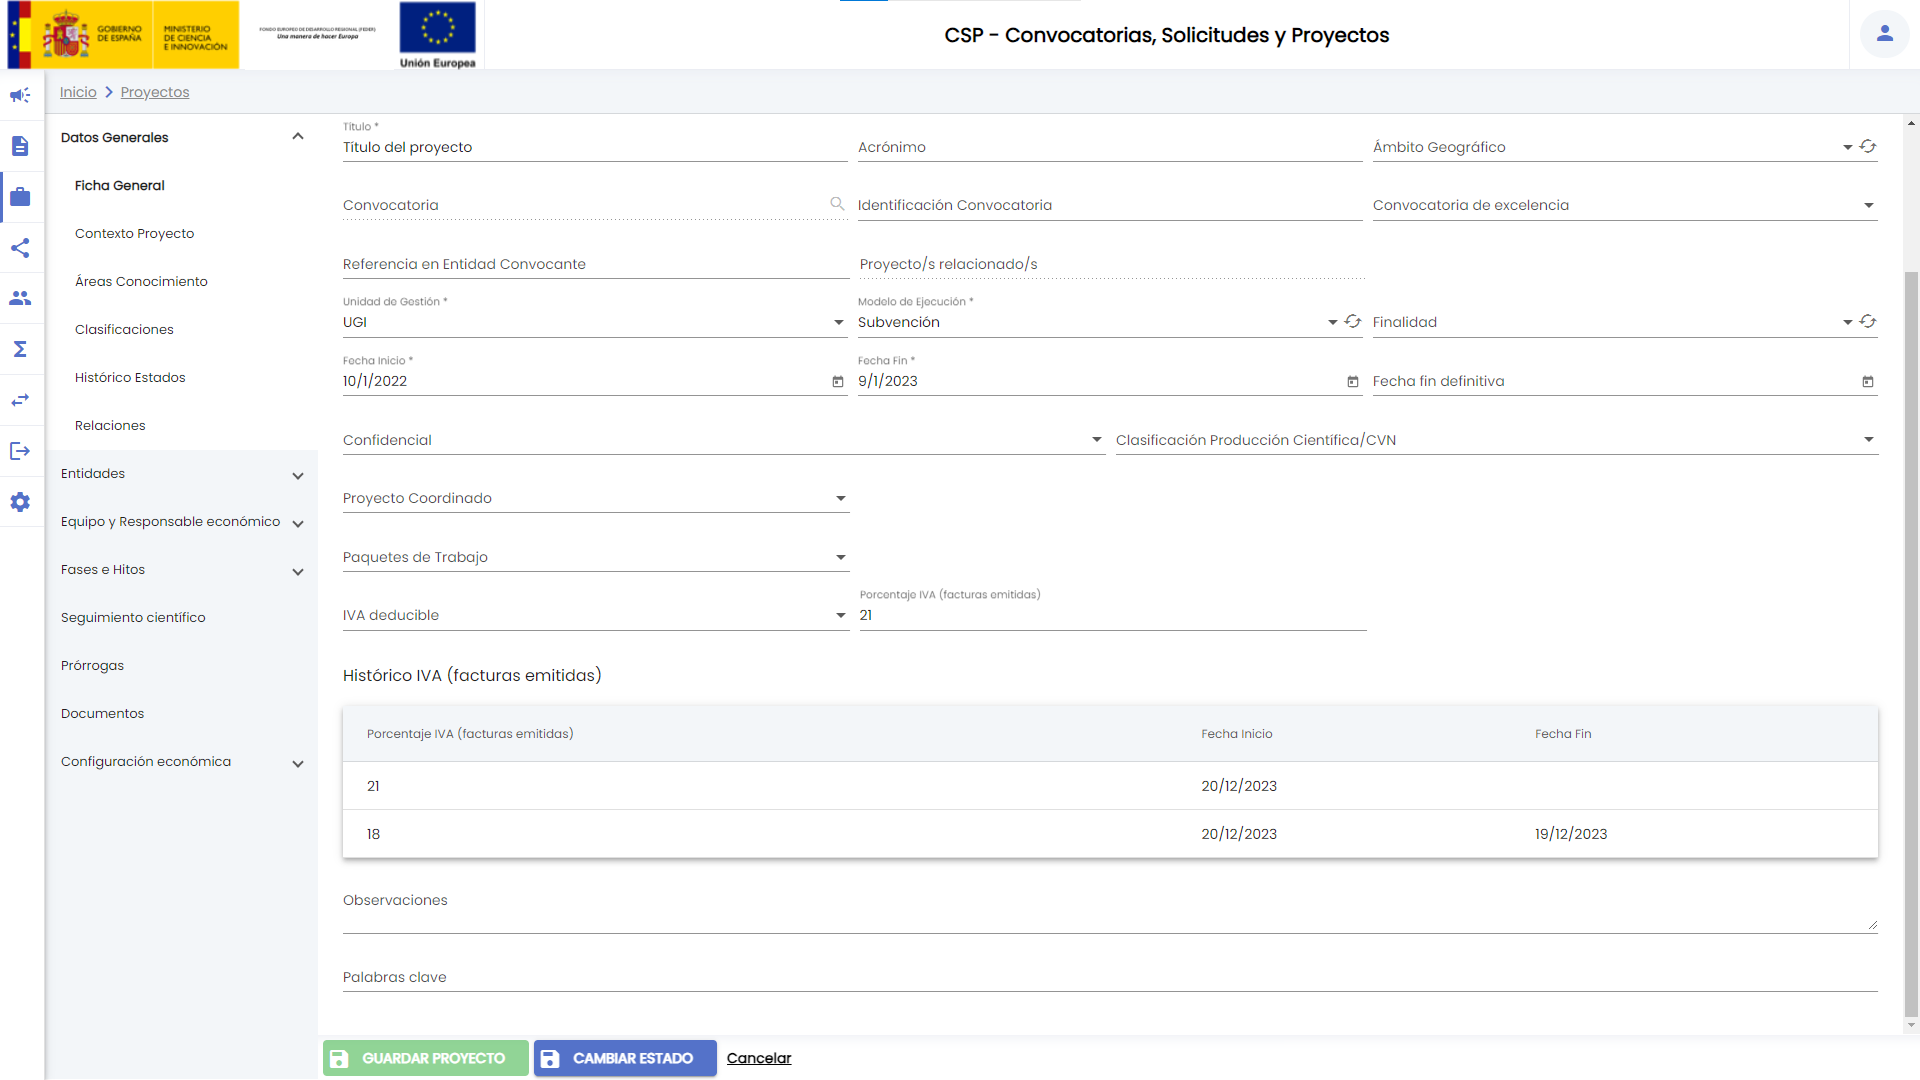 GOBIERNO
DE ESPAÑA
MINISTERIO
DE CIENCIA
E INNOVACIÓN
FONDO EUROPEO DE DESARROLLO REGIONAL (FEDER)
Una manera de hacer Europa
Unión Europea
CSP - Convocatorias, Solicitudes y Proyectos
Inicio Proyectos
Datos Generales
Ficha General
Contexto Proyecto
Áreas Conocimiento
Clasificaciones
Histórico Estados
Relaciones
Entidades
Equipo y Responsable económico
Fases e Hitos
Seguimiento científico
Prórrogas
Documentos
Configuración económica
Título *
Título del proyecto
Acrónimo
Ámbito Geográfico
Convocatoria
Identificación Convocatoria
Convocatoria de excelencia
Referencia en Entidad Convocante
Proyecto/s relacionado/s
Unidad de Gestión *
UGI
Modelo de Ejecución *
Subvención
Finalidad
Fecha Inicio *
10/1/2022
Fecha Fin *
9/1/2023
Fecha fin definitiva
Confidencial
Clasificación Producción Científica/CVN
Proyecto Coordinado
Paquetes de Trabajo
IVA deducible
Porcentaje IVA (facturas emitidas)
21
Histórico IVA (facturas emitidas)
Porcentaje IVA (facturas emitidas) Fecha Inicio Fecha Fin
21 20/12/2023
18 20/12/2023 19/12/2023
Observaciones
Palabras clave
GUARDAR PROYECTO
CAMBIAR ESTADO
Cancelar